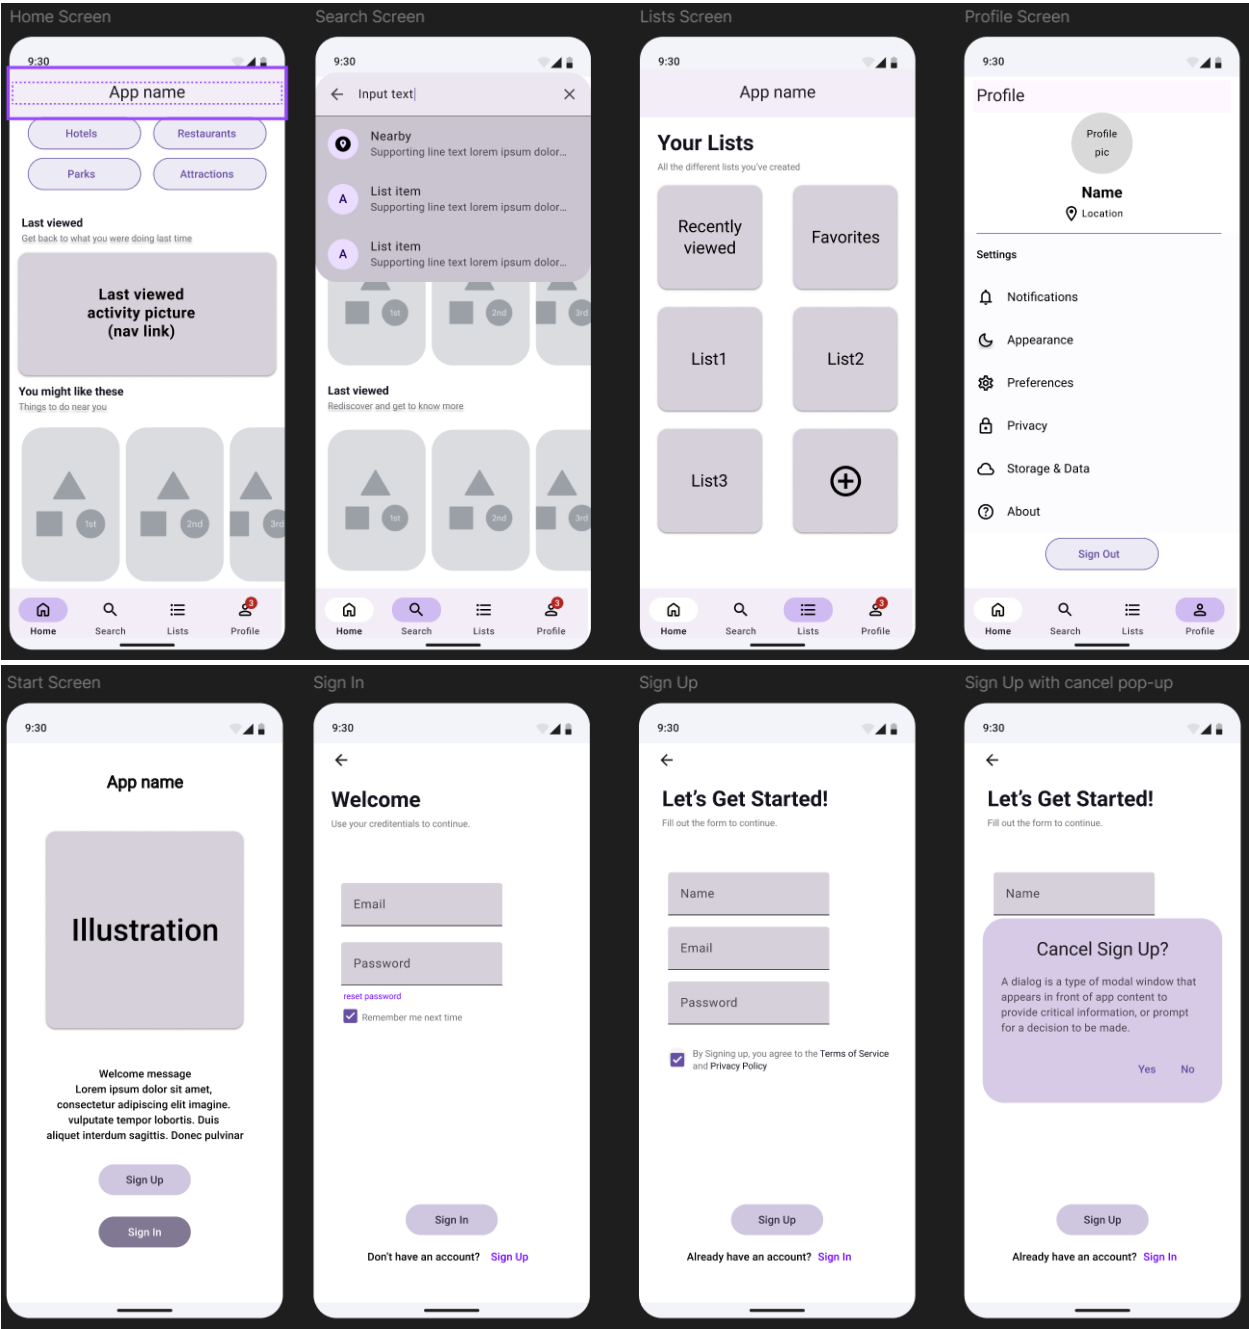 Home Screen
9:30
App name
Hotels
Restaurants
Parks
Attractions
Last viewed
Get back to what you were doing last time
Last viewed
activity picture
(nav link)
You might like these
Things to do near you
1st
2nd
3rd
Home
Search
Lists
3
Profile
Search Screen
9:30
Input text
Nearby
Supporting line text lorem ipsum dolor...
A
List item
Supporting line text lorem ipsum dolor...
A
List item
Supporting line text lorem ipsum dolor...
1st
2nd
3rd
Last viewed
Rediscover and get to know more
1st
2nd
3rd
Home
Search
Lists
3
Profile
Lists Screen
9:30
App name
Your Lists
All the different lists you've created
Recently
viewed
Favorites
List1
List2
List3
Home
Search
Lists
3
Profile
Profile Screen
9:30
Profile
Profile
pic
Name
Location
Settings
Notifications
Appearance
Preferences
Privacy
Storage & Data
About
Sign Out
Home
Search
Lists
Profile
Start Screen
9:30
App name
Illustration
Welcome message
Lorem ipsum dolor sit amet,
consectetur adipiscing elit imagine.
vulputate tempor lobortis. Duis
aliquet interdum sagittis. Donec pulvinar
Sign Up
Sign In
Sign In
9:30
Welcome
Use your creditentials to continue.
Email
Password
reset password
Remember me next time
Sign In
Don't have an account? Sign Up
Sign Up
9:30
Let's Get Started!
Fill out the form to continue.
Name
Email
Password
By Signing up, you agree to the Terms of Service
and Privacy Policy
Sign Up
Already have an account? Sign In
Sign Up with cancel pop-up
9:30
Let's Get Started!
Fill out the form to continue.
Name
Cancel Sign Up?
A dialog is a type of modal window that
appears in front of app content to
provide critical information, or prompt
for a decision to be made.
Yes
No
Sign Up
Already have an account? Sign In